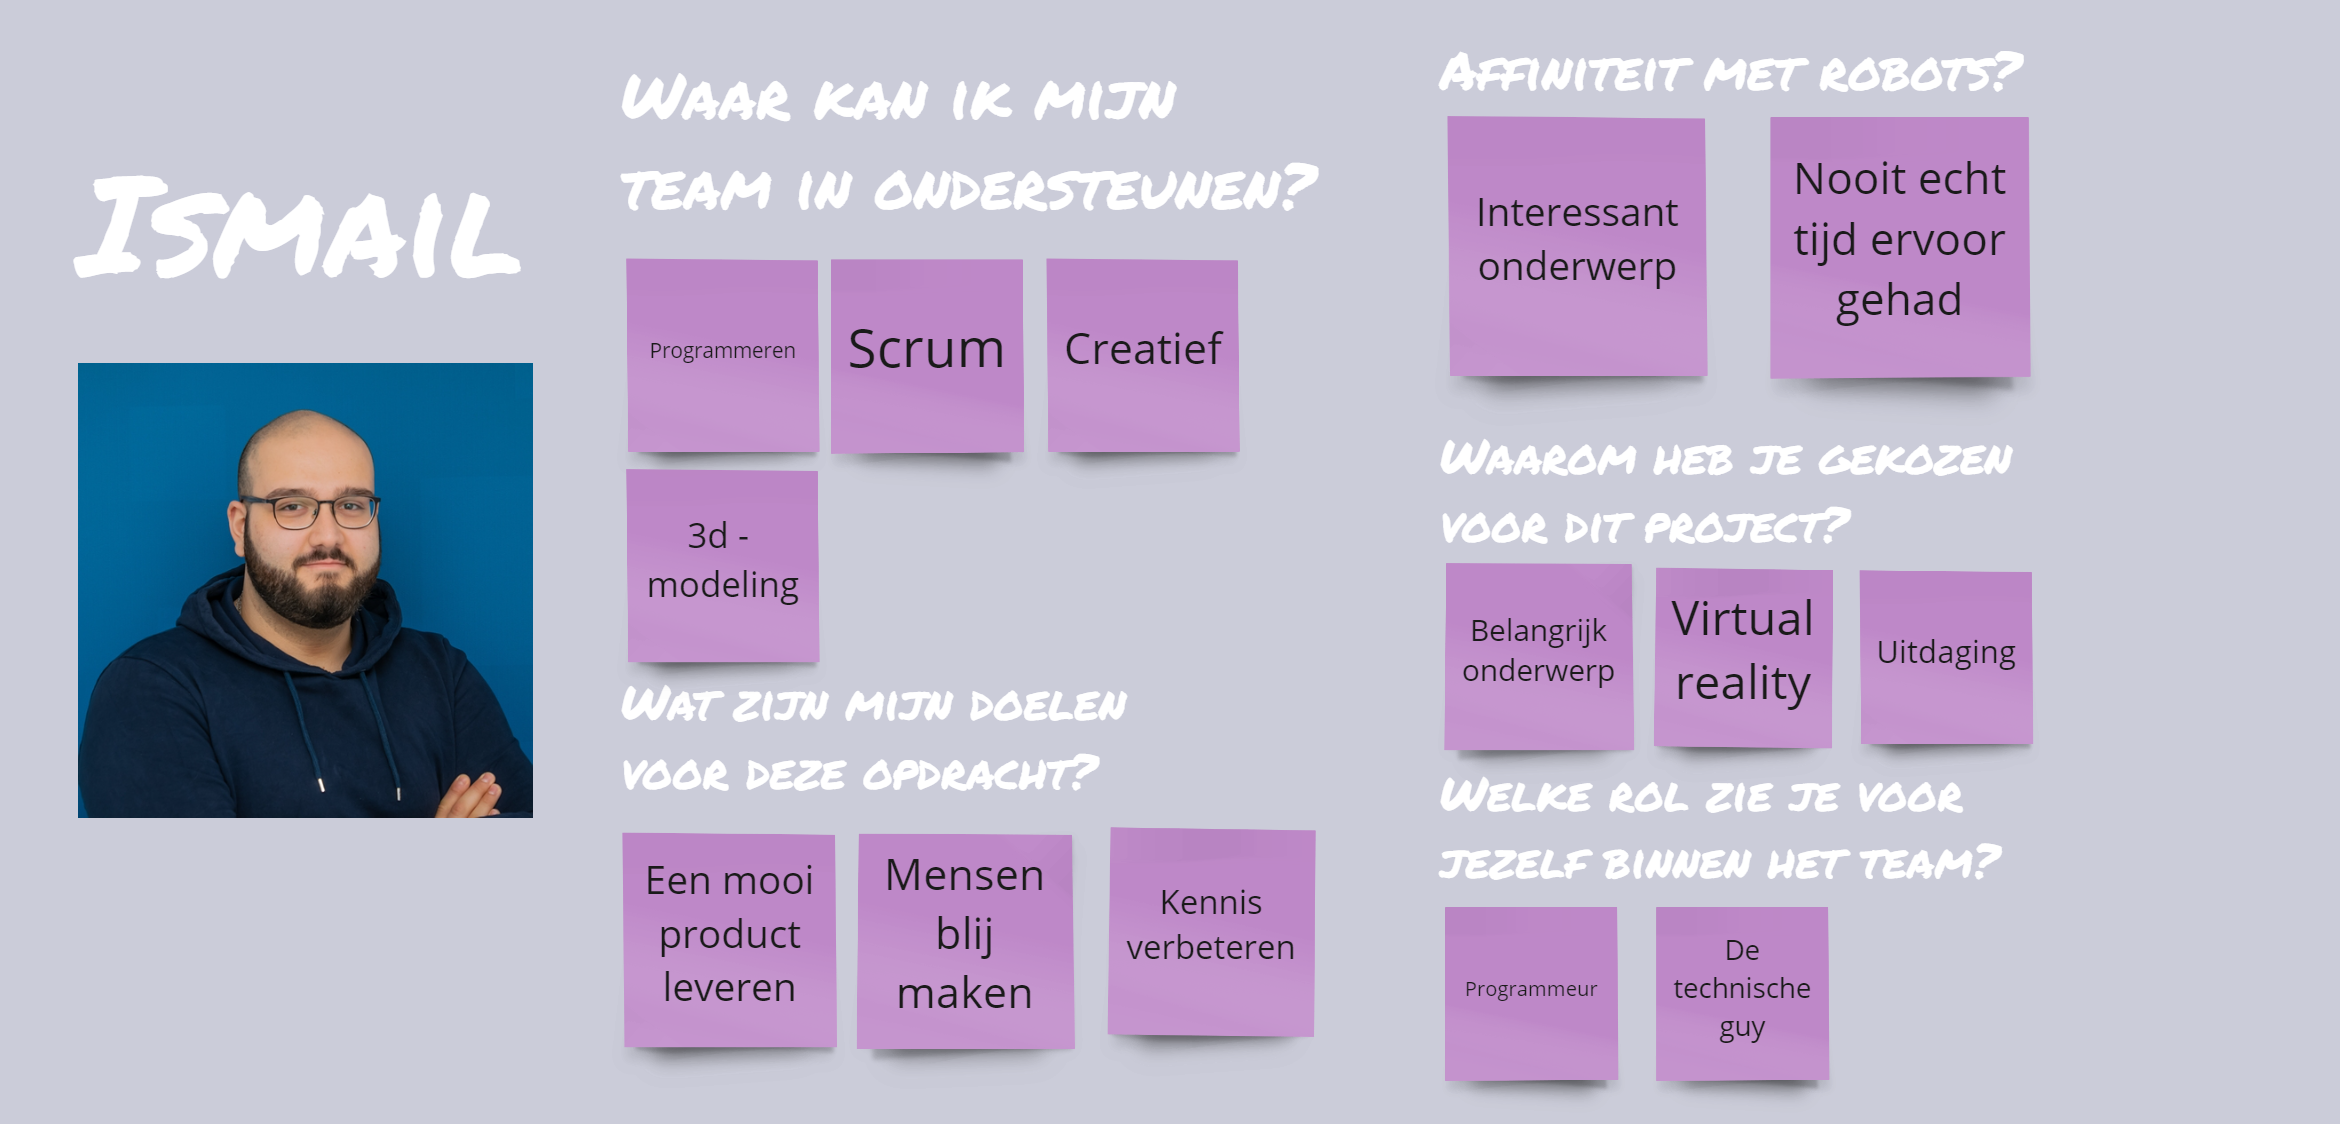 Ismail
Waar kan ik mijn
team in ondersteunen?
Programmeren
Scrum
Creatief
3d -
modeling
Wat zijn mijn doelen
voor deze opdracht?
Een mooi
product
leveren
Mensen
blij
maken
Kennis
verbeteren
Affiniteit met robots?
Interessant
onderwerp
Nooit echt
tijd ervoor
gehad
Waarom heb je gekozen
voor dit project?
Belangrijk
onderwerp
Virtual
reality
Uitdaging
Welke rol zie je voor
jezelf binnen het team?
Programmeur
De
technische
guy